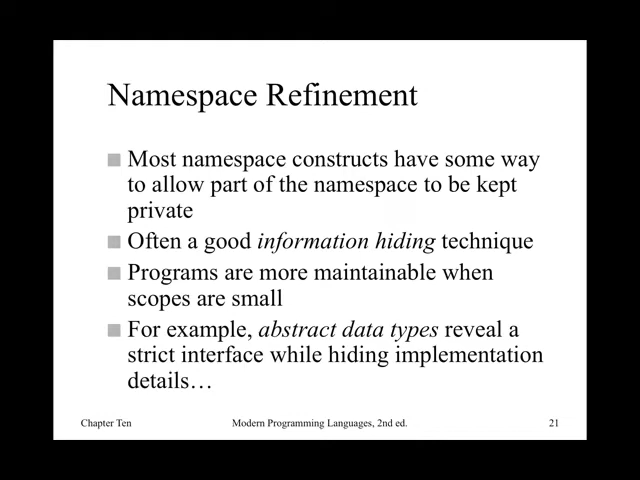 Namespace Refinement
Most namespace constructs have some way
to allow part of the namespace to be kept
private
Often a good information hiding technique
Programs are more maintainable when
scopes are small
For example, abstract data types reveal a
strict interface while hiding implementation
details…
Chapter Ten
Modern Programming Languages, 2nd ed.
21